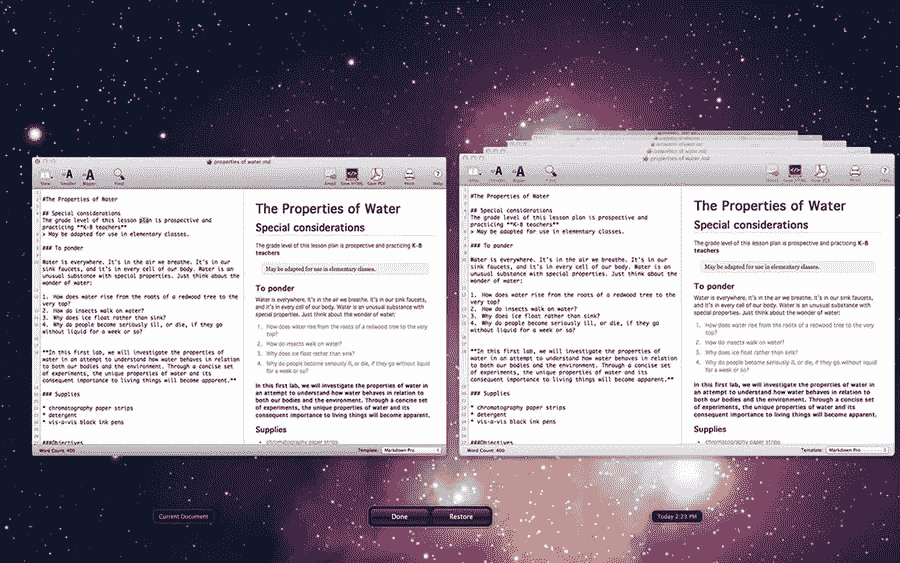 properties of water.md
View
Smaller
Bigger
Find
Email
Save HTML
Save PDF
Print
Help
#The Properties of Water
## Special considerations
The grade level of this lesson plan is prospective and
practicing **K-8 teachers**
> May be adapted for use in elementary classes.
### To ponder
Water is everywhere. It's in the air we breathe. It's in our
sink faucets, and it's in every cell of our body. Water is an
unusual substance with special properties. Just think about the
wonder of water:
1. How does water rise from the roots of a redwood tree to the
very top?
2. How do insects walk on water?
3. Why does ice float rather than sink?
4. Why do people become seriously ill, or die, if they go
without liquid for a week or so?
**In this first lab, we will investigate the properties of
water in an attempt to understand how water behaves in relation
to both our bodies and the environment. Through a concise set
of experiments, the unique properties of water and its
consequent importance to living things will become apparent.**
### Supplies
* chromatography paper strips
* detergent
* vis-a-vis black ink pens
###Objectives
The Properties of Water
Special considerations
The grade level of this lesson plan is prospective and practicing K-8
teachers
May be adapted for use in elementary classes.
To ponder
Water is everywhere. It's in the air we breathe. It's in our sink faucets,
and it's in every cell of our body. Water is an unusual substance with
special properties. Just think about the wonder of water:
1. How does water rise from the roots of a redwood tree to the very
top?
2. How do insects walk on water?
3. Why does ice float rather than sink?
4. Why do people become seriously ill, or die, if they go without liquid
for a week or so?
In this first lab, we will investigate the properties of water in an
attempt to understand how water behaves in relation to
both our bodies and the environment. Through a concise set
of experiments, the unique properties of water and its
consequent importance to living things will become apparent.
Supplies
• chromatography paper strips
Word Count: 400
Template: Markdown Pro
properties of water.md
properties of water.md
Smaller
Bigger
Find
Email
Save HTML
Save PDF
Print
Help
#The Properties of Water
## Special considerations
The grade level of this lesson plan is prospective and
practicing **K-8 teachers**
> May be adapted for use in elementary classes.
### To ponder
Water is everywhere. It's in the air we breathe. It's in our
sink faucets, and it's in every cell of our body. Water is an
unusual substance with special properties. Just think about the
wonder of water:
1. How does water rise from the roots of a redwood tree to the
very top?
2. How do insects walk on water?
3. Why does ice float rather than sink?
4. Why do people become seriously ill, or die, if they go
without liquid for a week or so?
**In this first lab, we will investigate the properties of
water in an attempt to understand how water behaves in relation
to both our bodies and the environment. Through a concise set
of experiments, the unique properties of water and its
consequent importance to living things will become apparent.**
### Supplies
* chromatography paper strips
* detergent
* vis-a-vis black ink pens
###Objectives
The Properties of Water
Special considerations
The grade level of this lesson plan is prospective and practicing K-8
teachers
May be adapted for use in elementary classes.
To ponder
Water is everywhere. It's in the air we breathe. It's in our sink faucets,
and it's in every cell of our body. Water is an unusual substance with
special properties. Just think about the wonder of water:
1. How does water rise from the roots of a redwood tree to the very
top?
2. How do insects walk on water?
3. Why does ice float rather than sink?
4. Why do people become seriously ill, or die, if they go without liquid
for a week or so?
In this first lab, we will investigate the properties of water in an
attempt to understand how water behaves in relation to
both our bodies and the environment. Through a concise set
of experiments, the unique properties of water and its
consequent importance to living things will become apparent.
Supplies
• chromatography paper strips
Word Count: 400
Template: Markdown Pro
Current Document
Done
Restore
Today 2:23 PM